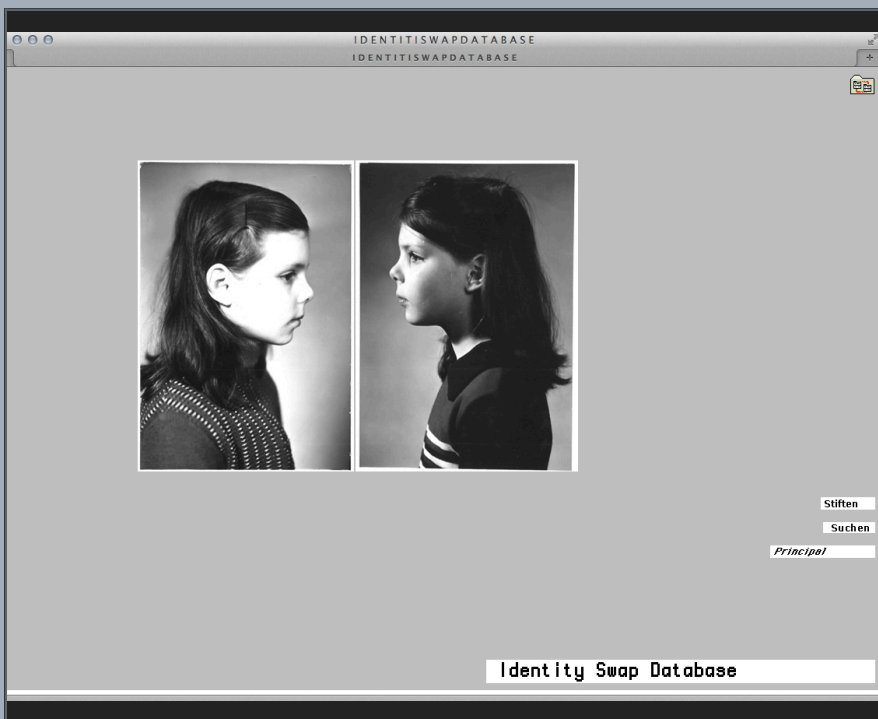 IDENTITISWAPDATABASE
IDENTITISWAPDATABASE
Stiften
Suchen
Principal
Identity Swap Database